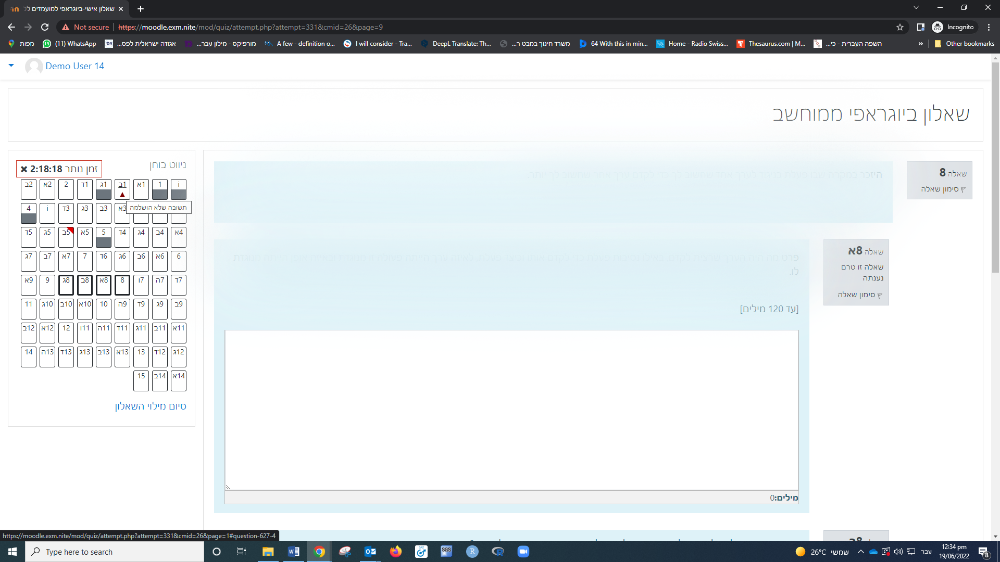 שאלון אישי-ביוגראפי למועמדים לל
Not secure https://moodle.exm.nite/mod/quiz/attempt.php?attempt=331&cmid=26&page=9
Incognito
מפות
(11) WhatsApp
אגודה ישראלית לפס...
מורפיקס - מילון עבר...
A few - definition o...
I will consider - Tra...
DeepL Translate: Th...
משרד חינוך במבט ר...
64 With this in min...
Home - Radio Swiss...
Thesaurus.com | M...
השפה העברית - כי...
»
Other bookmarks
Demo User 14
שאלון ביוגראפי ממוחשב
ניווט בוחן
זמן נותר 2:18:18
i 1 1א 1ב 1ג 1ד 2 2א 2ב
3א 3ב 3ג 3ד i 4
תשובה שלא הושלמה
4א 4ב 4ג 4ד 5 5א 5ב 5ג 5ד
6 6א 6ב 6ג 6ד 7 7א 7ב 7ג
7ד 7ה 7ו 8 8א 8ב 8ג 9 9א
9ב 9ג 9ד 9ה 10 10א 10ב 10ג 11
11א 11ב 11ג 11ד 11ה 11ו 12 12א 12ב
12ג 12ד 13 13א 13ב 13ג 13ד 13ה 14
14א 14ב 15
סיום מילוי השאלון
שאלה 8
סימון שאלה
היזכר
שאלה 8א
שאלה זו טרם
נענתה
סימון שאלה
פרט
לו.
[עד 120 מילים]
מילים:0
https://moodle.exm.nite/mod/quiz/attempt.php?attempt=331&cmid=26&page=1#question-627-4
Type here to search
26°C שמשי
עבר
12:34 pm
19/06/2022
8